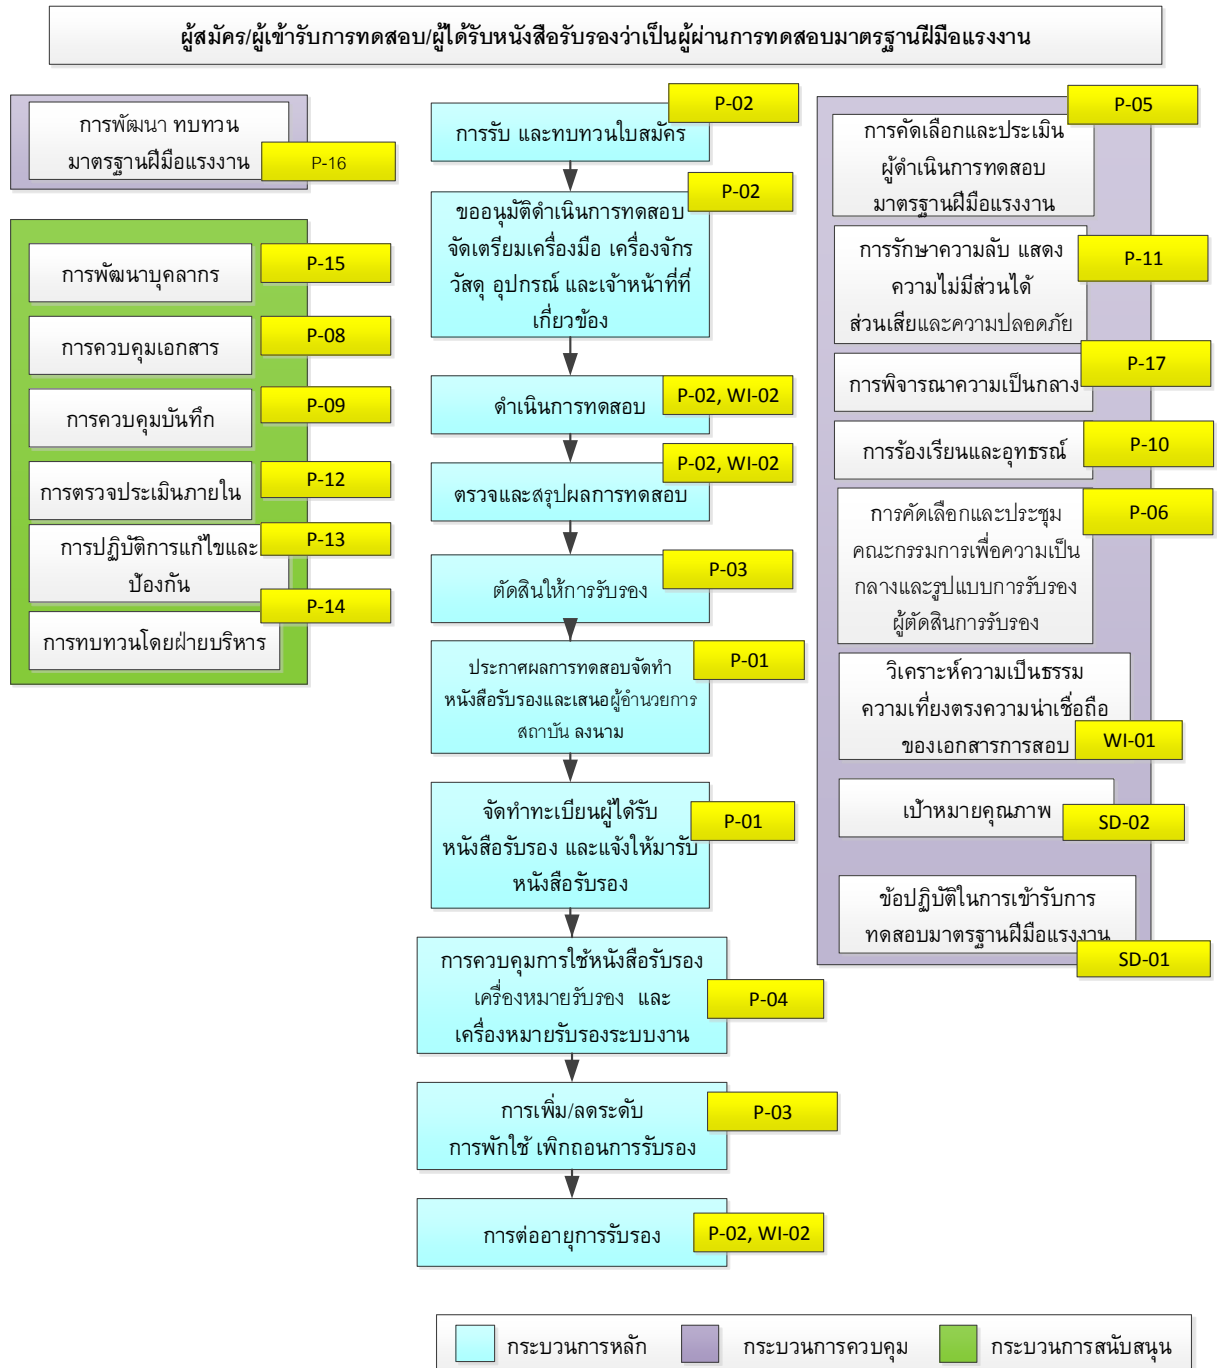 ผู้สมัคร/ผู้เข้ารับการทดสอบ/ผู้ได้รับหนังสือรับรองว่าเป็นผู้ผ่านการทดสอบมาตรฐานฝีมือแรงงาน
การพัฒนา ทบทวน
มาตรฐานฝีมือแรงงาน
P-16
การพัฒนาบุคลากร
P-15
การควบคุมเอกสาร
P-08
การควบคุมบันทึก
P-09
การตรวจประเมินภายใน
P-12
การปฏิบัติการแก้ไขและ
ป้องกัน
P-13
การทบทวนโดยฝ่ายบริหาร
P-14
การรับ และทบทวนใบสมัคร
P-02
ขออนุมัติดำเนินการทดสอบ
จัดเตรียมเครื่องมือ เครื่องจักร
วัสดุ อุปกรณ์ และเจ้าหน้าที่ที่
เกี่ยวข้อง
P-02
ดำเนินการทดสอบ
P-02, WI-02
ตรวจและสรุปผลการทดสอบ
P-02, WI-02
ตัดสินให้การรับรอง
P-03
ประกาศผลการทดสอบจัดทำ
หนังสือรับรองและเสนอผู้อำนวยการ
สถาบัน ลงนาม
P-01
จัดทำทะเบียนผู้ได้รับ
หนังสือรับรอง และแจ้งให้มารับ
หนังสือรับรอง
P-01
การควบคุมการใช้หนังสือรับรอง
เครื่องหมายรับรอง และ
เครื่องหมายรับรองระบบงาน
P-04
การเพิ่ม/ลดระดับ
การพักใช้ เพิกถอนการรับรอง
P-03
การต่ออายุการรับรอง
P-02, WI-02
P-05
การคัดเลือกและประเมิน
ผู้ดำเนินการทดสอบ
มาตรฐานฝีมือแรงงาน
การรักษาความลับ แสดง
ความไม่มีส่วนได้
ส่วนเสียและความปลอดภัย
P-11
การพิจารณาความเป็นกลาง
P-17
การร้องเรียนและอุทธรณ์
P-10
การคัดเลือกและประชุม
คณะกรรมการเพื่อความเป็น
กลางและรูปแบบการรับรอง
ผู้ตัดสินการรับรอง
P-06
วิเคราะห์ความเป็นธรรม
ความเที่ยงตรงความน่าเชื่อถือ
ของเอกสารการสอบ
WI-01
เป้าหมายคุณภาพ
SD-02
ข้อปฏิบัติในการเข้ารับการ
ทดสอบมาตรฐานฝีมือแรงงาน
SD-01
กระบวนการหลัก
กระบวนการควบคุม
กระบวนการสนับสนุน